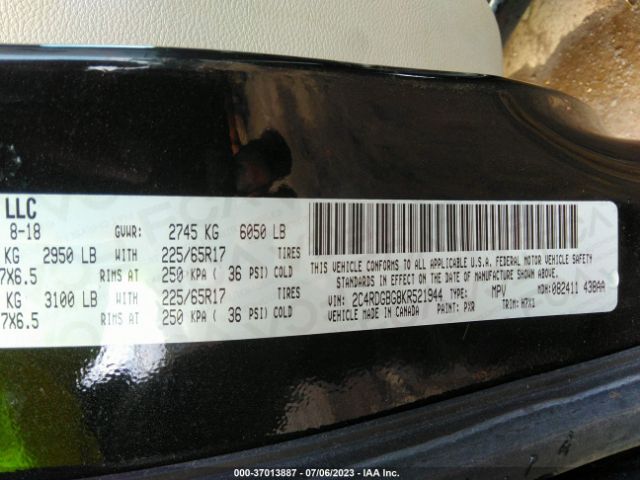 LLC
8-18 GVWR: 2745 KG 6050 LB
KG 2950 LB WITH 225/65R17 TIRES
7X6.5 RIMS AT 250 KPA ( 36 PSI) COLD
KG 3100 LB WITH 225/65R17 TIRES
7X6.5 RIMS AT 250 KPA ( 36 PSI) COLD
THIS VEHICLE CONFORMS TO ALL APPLICABLE U.S.A. FEDERAL MOTOR VEHICLE SAFETY
STANDARDS IN EFFECT ON THE DATE OF MANUFACTURE SHOWN ABOVE.
VIN: 2C4RDGBG8KR521944 TYPE: MPV MDH: 082411 43BAA
VEHICLE MADE IN CANADA PAINT: PXR TRIM: H7X1
000-37013887 / 07/06/2023 - IAA Inc.